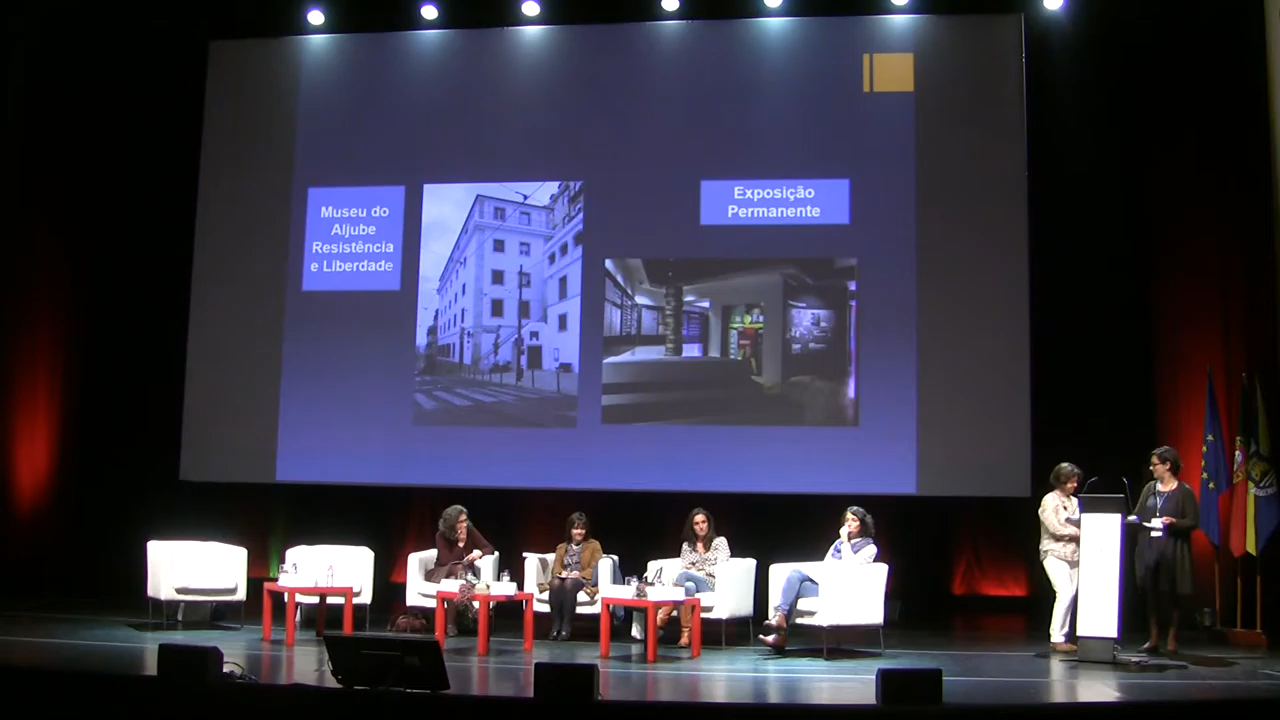 Museu do
Aljube
Resistência
e Liberdade
Exposição
Permanente